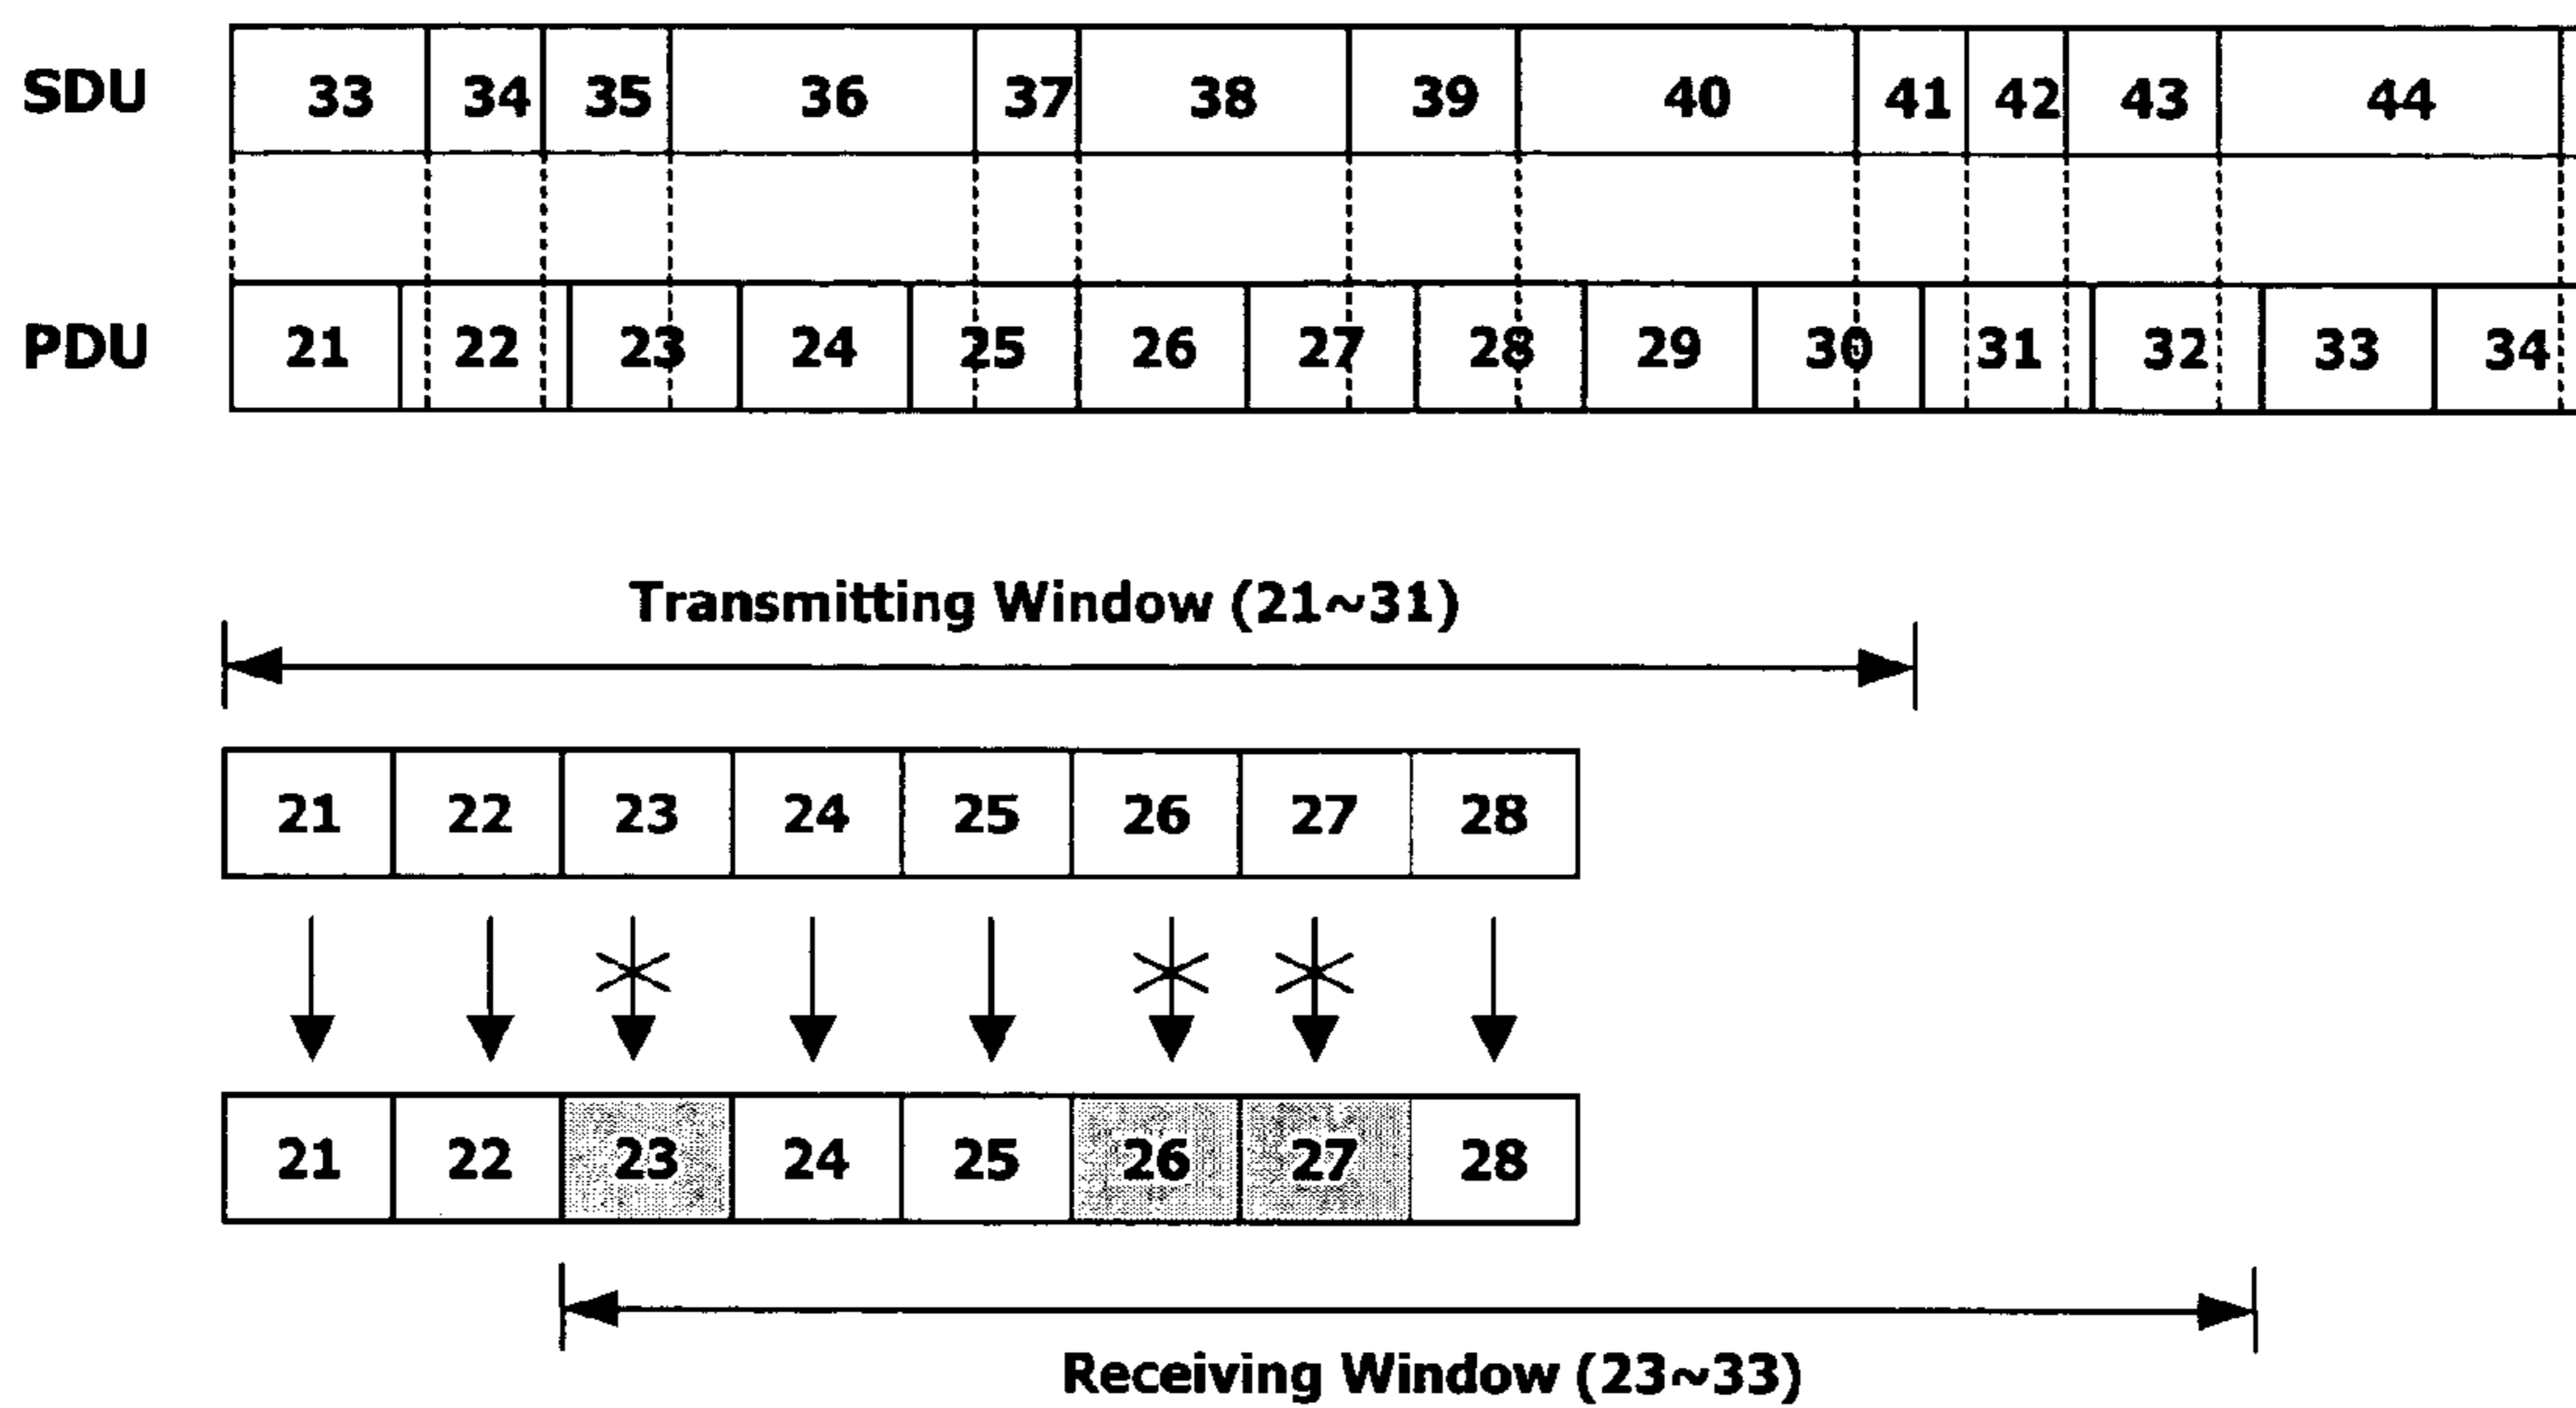 SDU 33 34 35 36 37 38 39 40 41 42 43 44
PDU 21 22 23 24 25 26 27 28 29 30 31 32 33 34
Transmitting Window (21~31)
21 22 23 24 25 26 27 28
21 22 23 24 25 26 27 28
Receiving Window (23~33)